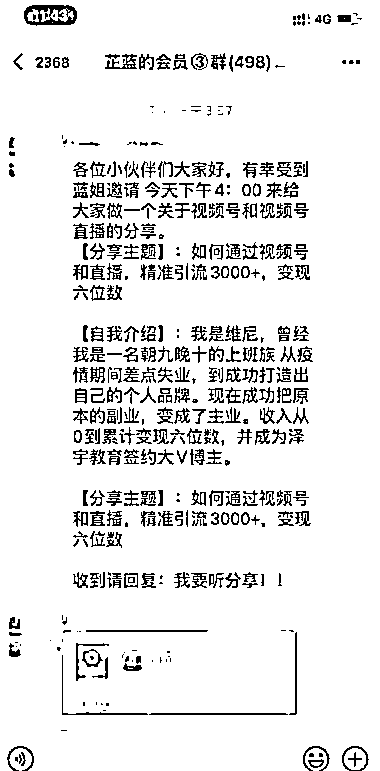 11:43
4G
2368
芷蓝的会员③群(498)
各位小伙伴们大家好，有幸受到
蓝姐邀请 今天下午4：00 来给
大家做一个关于视频号和视频号
直播的分享。
【分享主题】：如何通过视频号
和直播，精准引流3000+，变现
六位数
【自我介绍】：我是维尼，曾经
我是一名朝九晚十的上班族 从疫
情期间差点失业，到成功打造出
自己的个人品牌。现在成功把原
本的副业，变成了主业。收入从
0到累计变现六位数，并成为泽
宇教育签约大V博主。
【分享主题】：如何通过视频号
和直播，精准引流3000+，变现
六位数
收到请回复：我要听分享！！